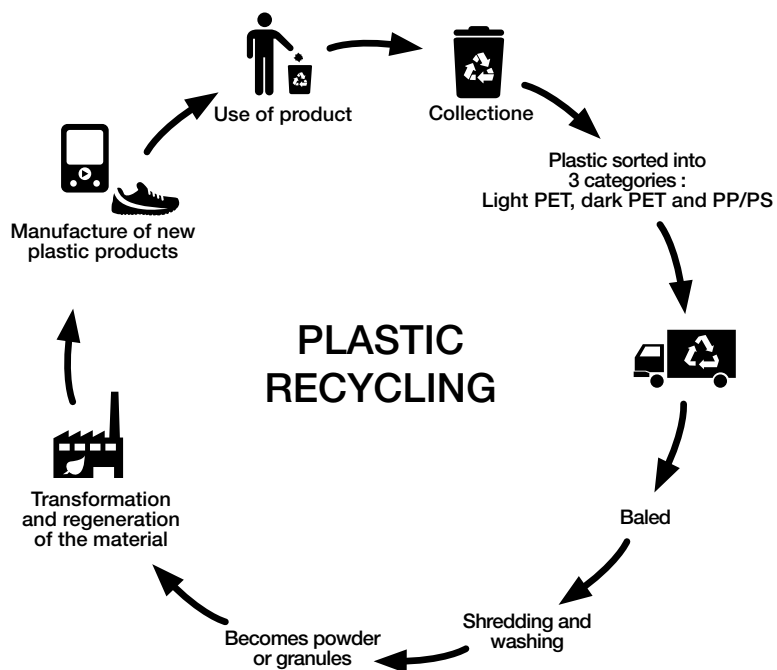 PLASTIC
RECYCLING
Use of product
Collectione
Plastic sorted into
3 categories :
Light PET, dark PET and PP/PS
Baled
Shredding and
washing
Becomes powder
or granules
Transformation
and regeneration
of the material
Manufacture of new
plastic products